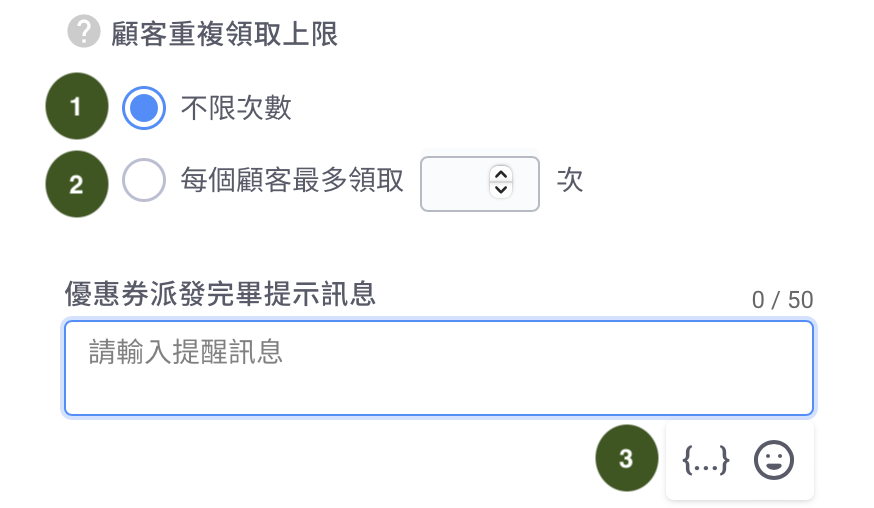 ? 顧客重複領取上限
1 不限次數
2 每個顧客最多領取 次
優惠券派發完畢提示訊息 0 / 50
請輸入提醒訊息
3 {...}